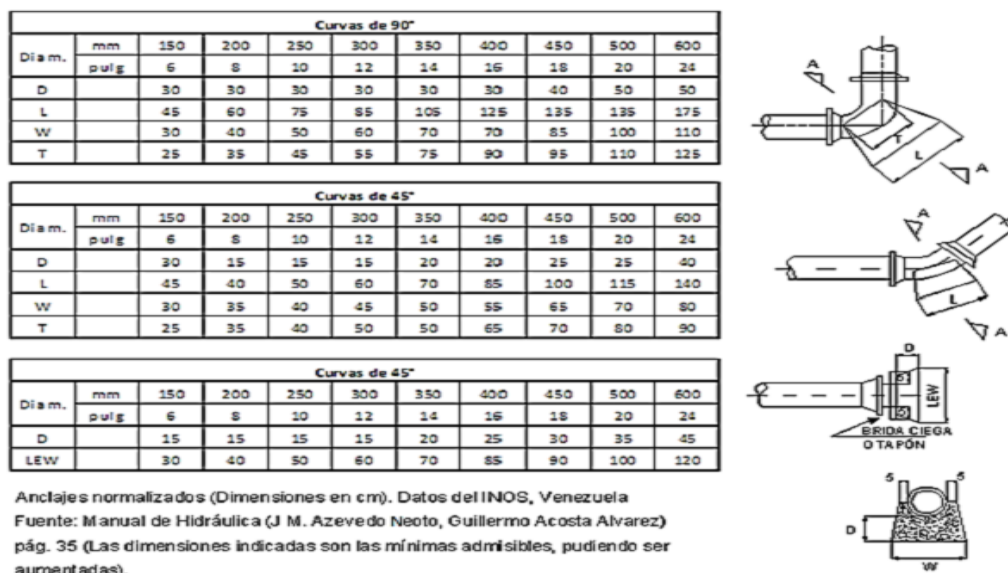 Curvas de 90°
Diam. mm 150 200 250 300 350 400 450 500 600
pulg 6 8 10 12 14 16 18 20 24
D 30 30 30 30 30 30 40 50 50
L 45 60 75 85 105 125 135 135 175
W 30 40 50 60 70 70 85 100 110
T 25 35 45 55 75 90 95 110 125
A
T
L
A
Curvas de 45°
Diam. mm 150 200 250 300 350 400 450 500 600
pulg 6 8 10 12 14 16 18 20 24
D 30 15 15 15 20 20 25 25 40
L 45 40 50 60 70 85 100 115 140
W 30 35 40 45 50 55 65 70 80
T 25 35 40 50 50 65 70 80 90
A
L
A
Curvas de 45°
Diam. mm 150 200 250 300 350 400 450 500 600
pulg 6 8 10 12 14 16 18 20 24
D 15 15 15 15 20 25 30 35 45
LEW 30 40 50 60 70 85 90 100 120
D
LEW
BRIDA CIEGA
O TAPÓN
5 5
D
W
Anclajes normalizados (Dimensiones en cm). Datos del INOS, Venezuela
Fuente: Manual de Hidráulica (J M. Azevedo Neoto, Guillermo Acosta Alvarez)
pág. 35 (Las dimensiones indicadas son las mínimas admisibles, pudiendo ser
aumentadas).